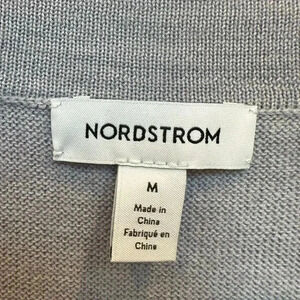 NORDSTROM
M
Made in
China
Fabriqué en
Chine